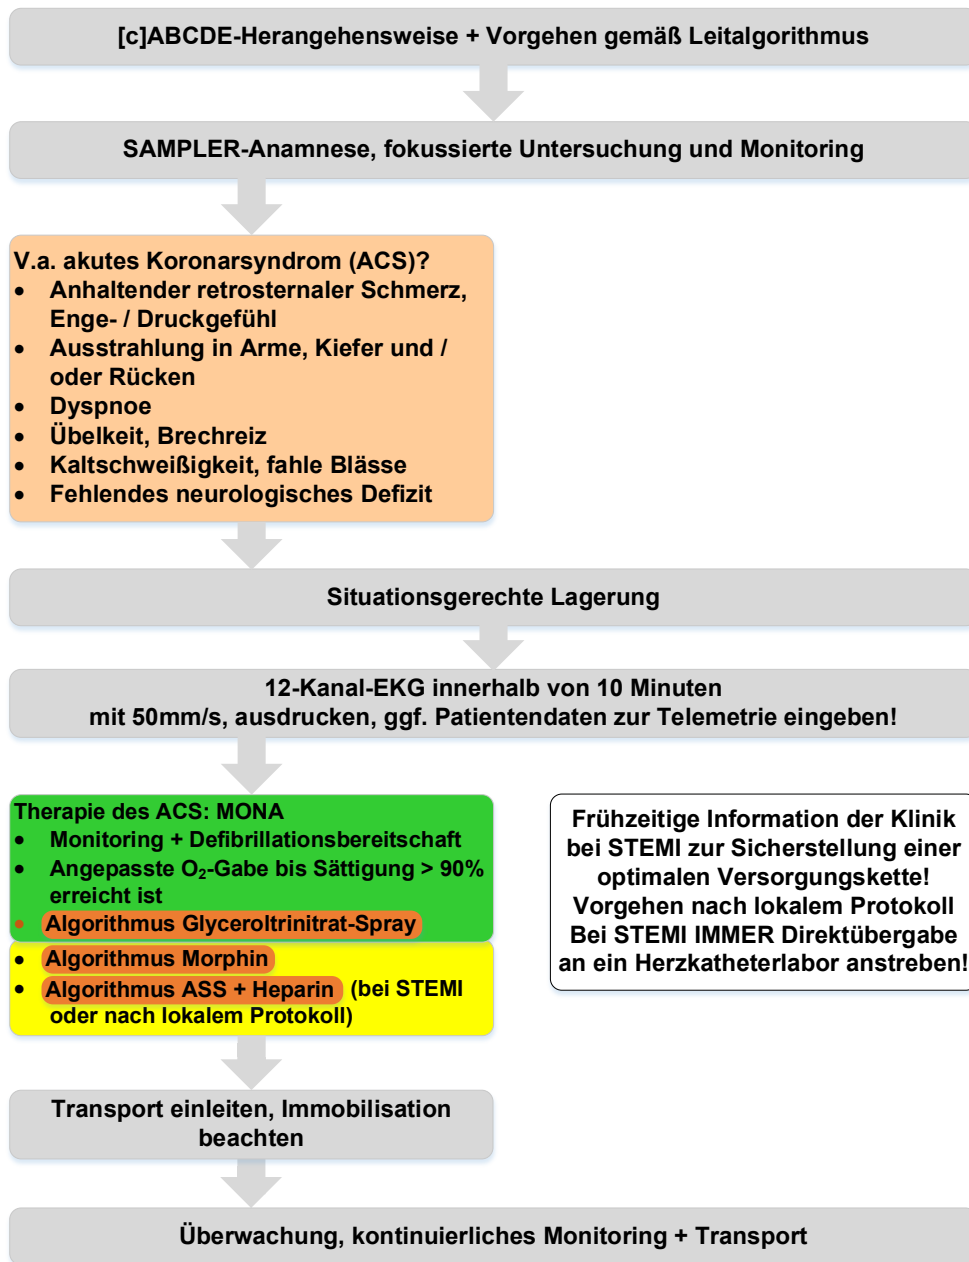 [c]ABCDE-Herangehensweise + Vorgehen gemäß Leitalgorithmus
SAMPLER-Anamnese, fokussierte Untersuchung und Monitoring
V.a. akutes Koronarsyndrom (ACS)?
• Anhaltender retrosternaler Schmerz,
Enge- / Druckgefühl
• Ausstrahlung in Arme, Kiefer und /
oder Rücken
• Dyspnoe
• Übelkeit, Brechreiz
• Kaltschweißigkeit, fahle Blässe
• Fehlendes neurologisches Defizit
Situationsgerechte Lagerung
12-Kanal-EKG innerhalb von 10 Minuten
mit 50mm/s, ausdrucken, ggf. Patientendaten zur Telemetrie eingeben!
Therapie des ACS: MONA
• Monitoring + Defibrillationsbereitschaft
• Angepasste O₂-Gabe bis Sättigung > 90%
erreicht ist
• Algorithmus Glyceroltrinitrat-Spray
• Algorithmus Morphin
• Algorithmus ASS + Heparin (bei STEMI
oder nach lokalem Protokoll)
Frühzeitige Information der Klinik
bei STEMI zur Sicherstellung einer
optimalen Versorgungskette!
Vorgehen nach lokalem Protokoll
Bei STEMI IMMER Direktübergabe
an ein Herzkatheterlabor anstreben!
Transport einleiten, Immobilisation
beachten
Überwachung, kontinuierliches Monitoring + Transport